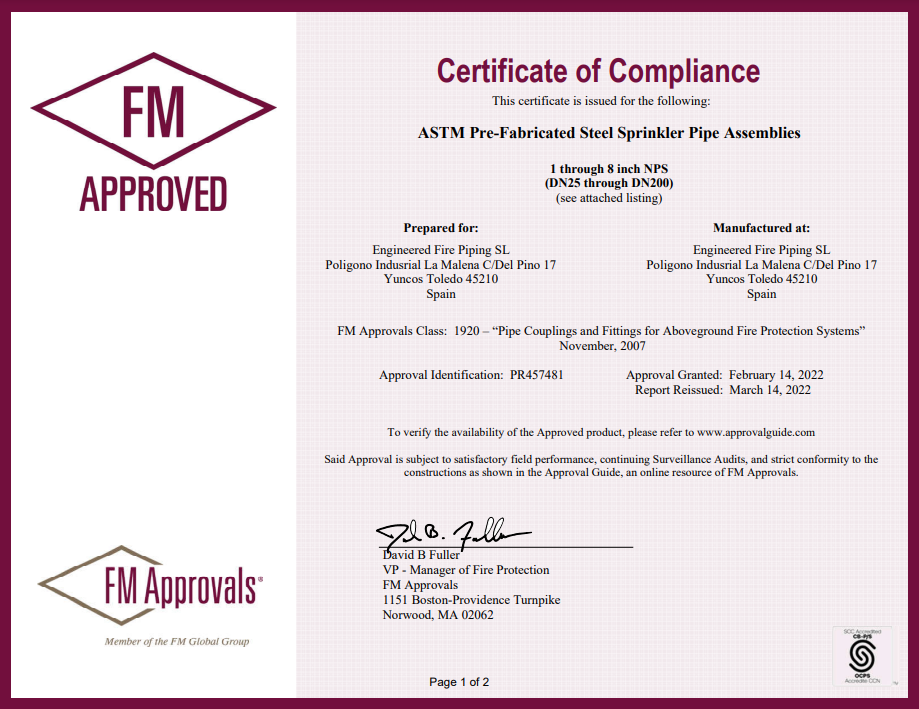 FM
APPROVED
Certificate of Compliance
This certificate is issued for the following:
ASTM Pre-Fabricated Steel Sprinkler Pipe Assemblies
1 through 8 inch NPS
(DN25 through DN200)
(see attached listing)
Prepared for:
Engineered Fire Piping SL
Poligono Indusrial La Malena C/Del Pino 17
Yuncos Toledo 45210
Spain
Manufactured at:
Engineered Fire Piping SL
Poligono Indusrial La Malena C/Del Pino 17
Yuncos Toledo 45210
Spain
FM Approvals Class: 1920 – “Pipe Couplings and Fittings for Aboveground Fire Protection Systems”
November, 2007
Approval Identification: PR457481
Approval Granted: February 14, 2022
Report Reissued: March 14, 2022
To verify the availability of the Approved product, please refer to www.approvalguide.com
Said Approval is subject to satisfactory field performance, continuing Surveillance Audits, and strict conformity to the
constructions as shown in the Approval Guide, an online resource of FM Approvals.
David B Fuller
VP - Manager of Fire Protection
FM Approvals
1151 Boston-Providence Turnpike
Norwood, MA 02062
FM Approvals®
Member of the FM Global Group
SCC Accredited
CB-P/S
OCPS
Accrédité CCN
Page 1 of 2